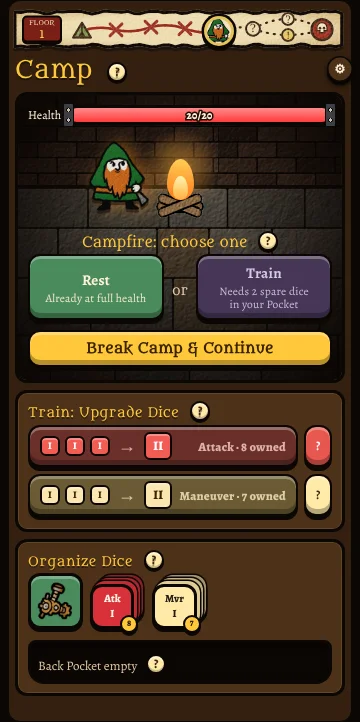 FLOOR
1
? ? !
Camp ?
Health 20/20
Campfire: choose one ?
Rest
Already at full health
or
Train
Needs 2 spare dice
in your Pocket
Break Camp & Continue
Train: Upgrade Dice ?
I I I → II Attack · 8 owned ?
I I I → II Maneuver · 7 owned ?
Organize Dice ?
Atk
I
8
Mvr
I
7
Back Pocket empty ?